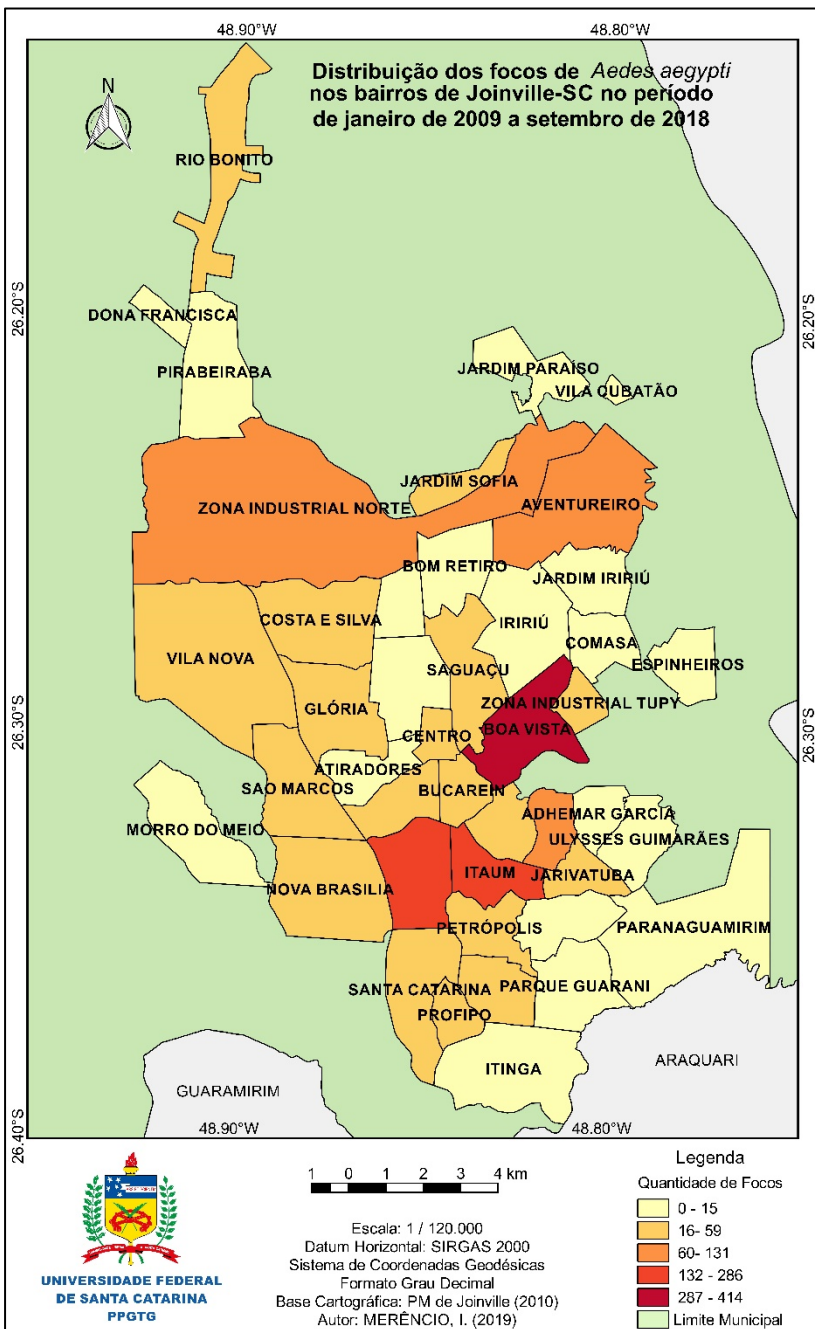 48.90°W
48.80°W
Distribuição dos focos de Aedes aegypti
nos bairros de Joinville-SC no período
de janeiro de 2009 a setembro de 2018
N
RIO BONITO
26.20°S
26.20°S
DONA FRANCISCA
PIRABEIRABA
JARDIM PARAÍSO
VILA QUBATÃO
JARDIM SOFIA
ZONA INDUSTRIAL NORTE
AVENTUREIRO
BOM RETIRO
JARDIM IRIRIÚ
COSTA E SILVA
IRIRIÚ
COMASA
VILA NOVA
SAGUAÇU
ESPINHEIROS
GLÓRIA
ZONA INDUSTRIAL TUPY
26.30°S
26.30°S
CENTRO
BOA VISTA
ATIRADORES
SAO MARCOS
BUCAREIN
MORRO DO MEIO
ADHEMAR GARCIA
ULYSSES GUIMARÃES
ITAUM
JARIVATUBA
NOVA BRASILIA
PETRÓPOLIS
PARANAGUAMIRIM
SANTA CATARINA
PARQUE GUARANI
PROFIPO
ITINGA
ARAQUARI
GUARAMIRIM
26.40°S
48.90°W
48.80°W
26.40°S
1 0 1 2 3 4 km
Escala: 1 / 120.000
Datum Horizontal: SIRGAS 2000
Sistema de Coordenadas Geodésicas
Formato Grau Decimal
Base Cartográfica: PM de Joinville (2010)
Autor: MERÊNCIO, I. (2019)
UNIVERSIDADE FEDERAL
DE SANTA CATARINA
PPGTG
Legenda
Quantidade de Focos
0 - 15
16- 59
60- 131
132 - 286
287 - 414
Limite Municipal